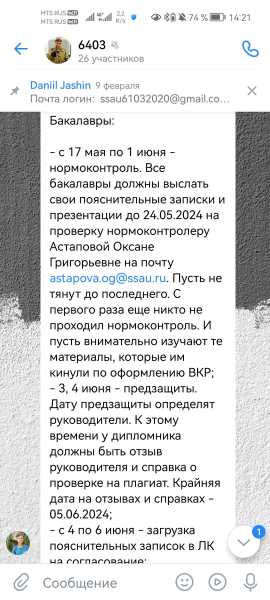 MTS RUS
MTS RUS
2,2
K/s
74 %
14:21
6403
26 участников
Daniil Jashin 9 февраля
Почта логин: ssau61032020@gmail.co...
Бакалавры:
- с 17 мая по 1 июня -
нормоконтроль. Все
бакалавры должны выслать
свои пояснительные записки и
презентации до 24.05.2024 на
проверку нормоконтролеру
Астаповой Оксане
Григорьевне на почту
astapova.og@ssau.ru. Пусть не
тянут до последнего. С
первого раза еще никто не
проходил нормоконтроль. И
пусть внимательно изучают те
материалы, которые им
кинули по оформлению ВКР;
- 3, 4 июня - предзащиты.
Дату предзащиты определят
руководители. К этому
времени у дипломника
должны быть отзыв
руководителя и справка о
проверке на плагиат. Крайняя
дата на отзывах и справках -
05.06.2024;
- с 4 по 6 июня - загрузка
пояснительных записок в ЛК
на согласование;
1
Сообщение